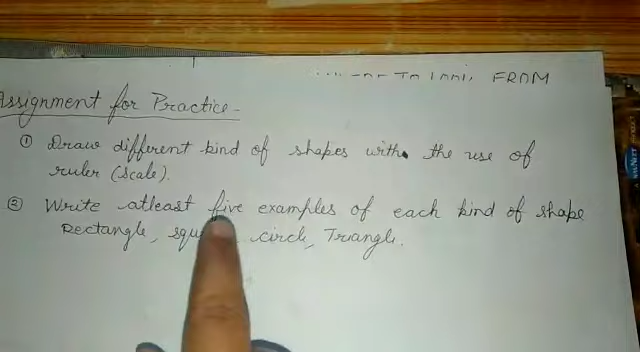 FROM
Assignment for Practice -
① Draw different kind of shapes with the use of
ruler (scale).
② Write atleast five examples of each kind of shape
Rectangle, circle, Triangle.